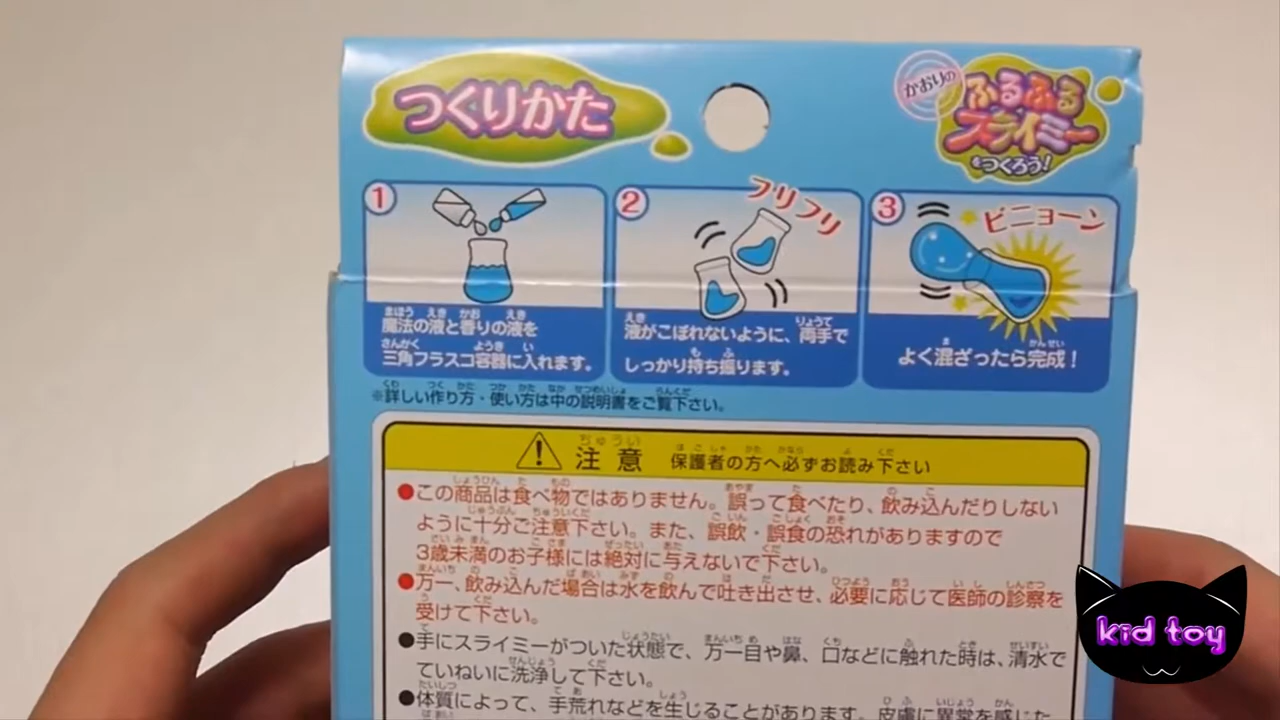 つくりかた
かおりの
ふるふる
スライミー
をつくろう!
1
魔法の液と香りの液を
三角フラスコ容器に入れます。
2
フリフリ
液がこぼれないように、両手で
しっかり持ち振ります。
3
ビニョーン
よく混ざったら完成!
※詳しい作り方・使い方は中の説明書をご覧下さい。
注意 保護者の方へ必ずお読み下さい
●この商品は食べ物ではありません。誤って食べたり、飲み込んだりしない
ように十分ご注意下さい。また、誤飲・誤食の恐れがありますので
3歳未満のお子様には絶対に与えないで下さい。
●万一、飲み込んだ場合は水を飲んで吐き出させ、必要に応じて医師の診察を
受けて下さい。
●手にスライミーがついた状態で、万一目や鼻、口などに触れた時は、清水で
ていねいに洗浄して下さい。
●体質によって、手荒れなどを生じることがあります。皮膚に異常を感じた
kid toy